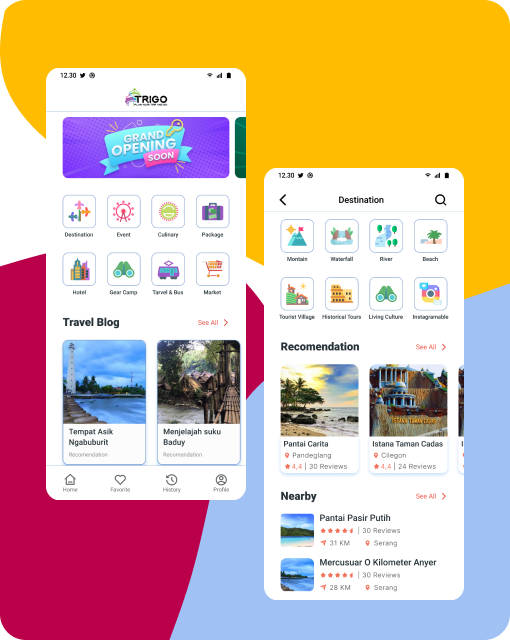 12.30
TRIGO
GRAND
OPENING
SOON
Destination
Event
Culinary
Package
Hotel
Gear Camp
Tarvel & Bus
Market
Travel Blog
See All
Tempat Asik
Ngabuburit
Recomendation
Menjelajah suku
Baduy
Recomendation
Home
Favorite
History
Profile
12.30
Destination
Montain
Waterfall
River
Beach
Tourist Village
Historical Tours
Living Culture
Instagramable
Recomendation
See All
Pantai Carita
Pandeglang
4,4 | 30 Reviews
ISTANA TAMAN CADAS
Istana Taman Cadas
Cilegon
4,4 | 24 Reviews
Nearby
See All
Pantai Pasir Putih
| 30 Reviews
31 KM
Serang
Mercusuar O Kilometer Anyer
| 30 Reviews
28 KM
Serang